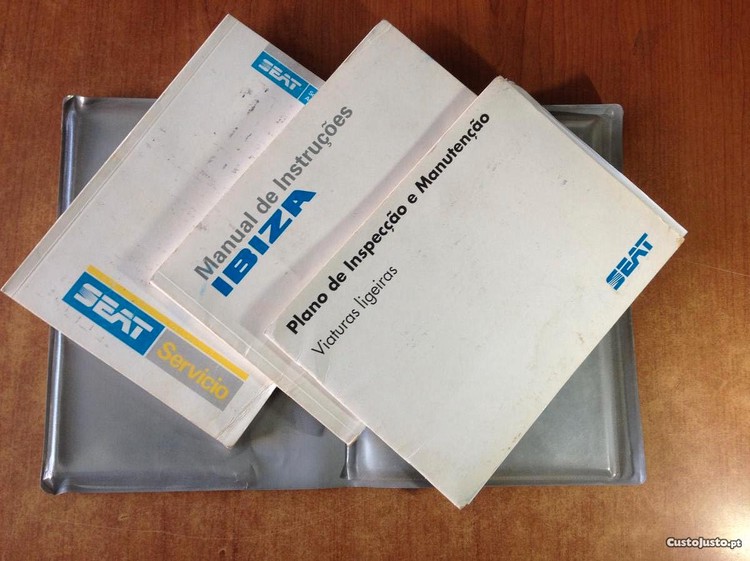 SEAT
SEAT
Servicio
Manual de Instruções
IBIZA
Plano de Inspecção e Manutenção
Viaturas ligeiras
SEAT
CustoJusto.pt